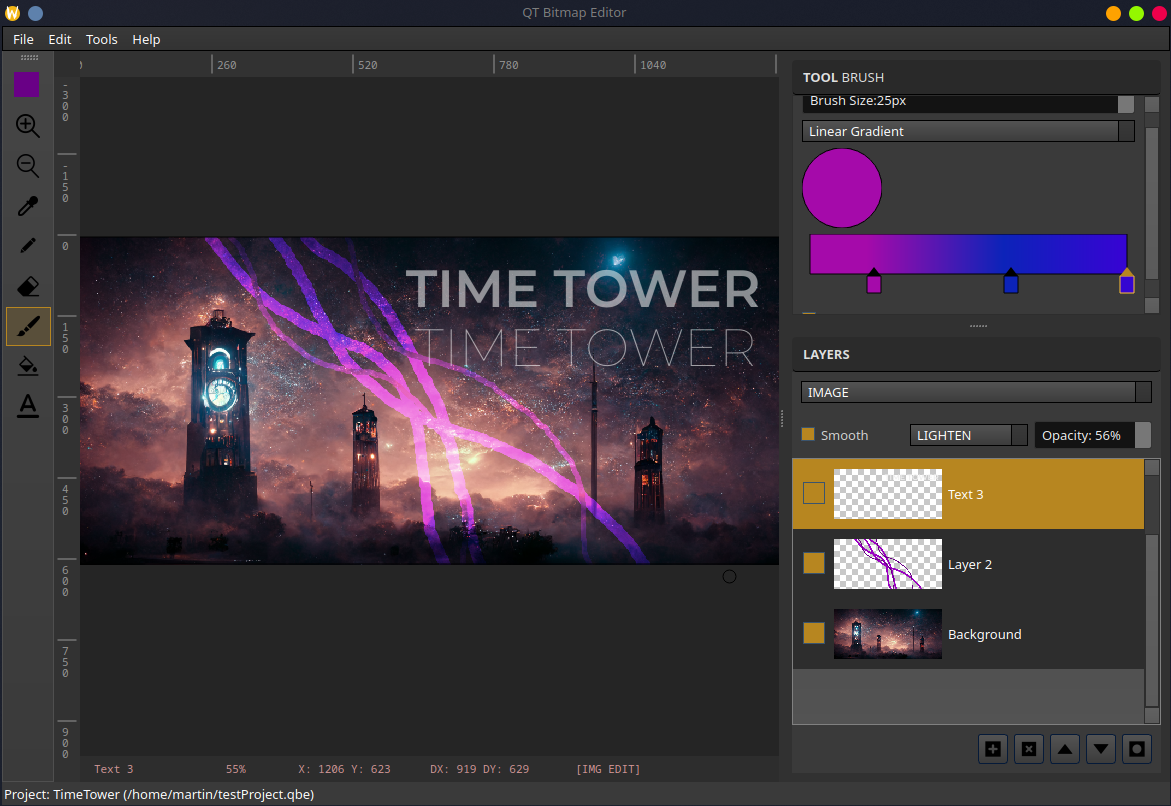 QT Bitmap Editor
File Edit Tools Help
260 520 780 1040
-300
-150
0
150
300
450
600
750
900
TIME TOWER
TIME TOWER
TOOL BRUSH
Brush Size:25px
Linear Gradient
LAYERS
IMAGE
Smooth LIGHTEN Opacity: 56%
Text 3
Layer 2
Background
Text 3 55% X: 1206 Y: 623 DX: 919 DY: 629 [IMG EDIT]
Project: TimeTower (/home/martin/testProject.qbe)